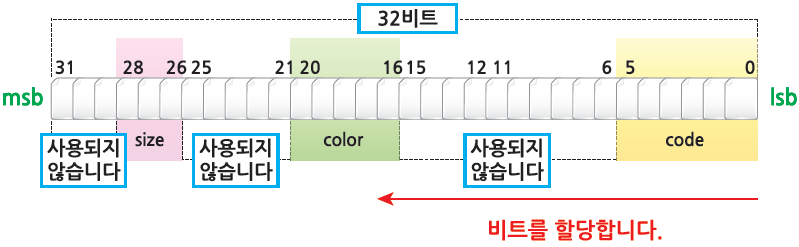 32비트
31 28 26 25 21 20 16 15 12 11 6 5 0
msb lsb
사용되지
않습니다
size
사용되지
않습니다
color
사용되지
않습니다
code
비트를 할당합니다.